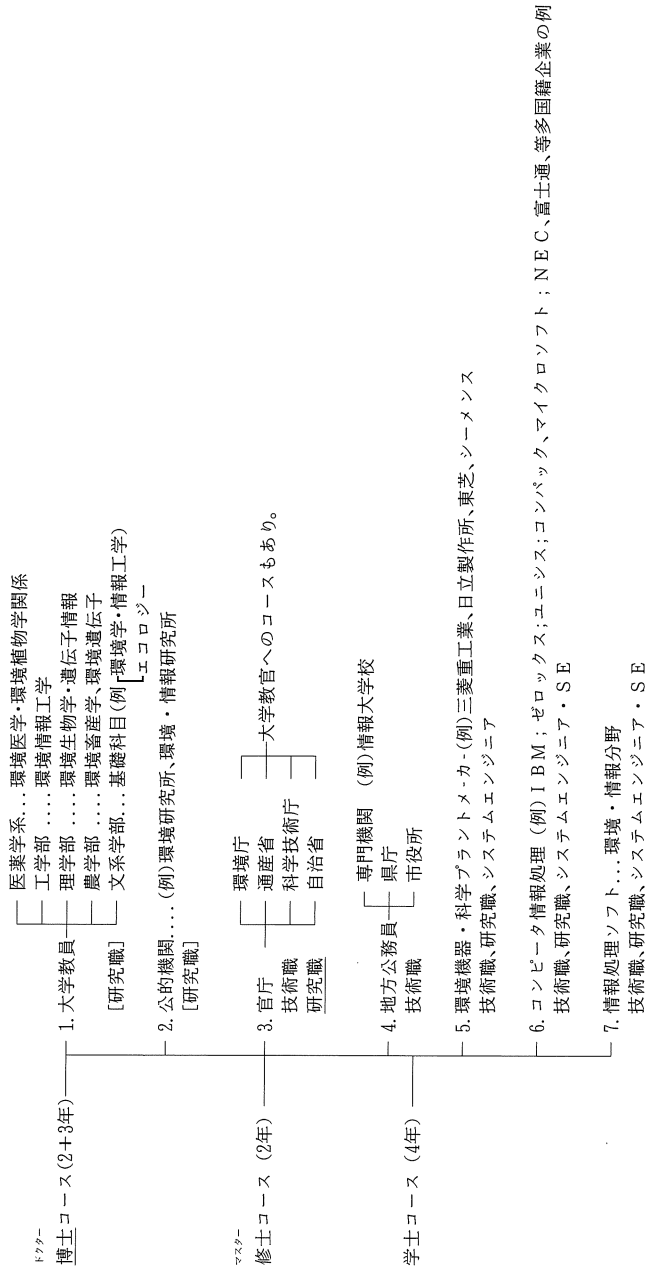 ドクター
博士コース(2+3年)
マスター
修士コース (2年)
学士コース (4年)
1. 大学教員
[研究職]
医薬学系...環境医学・環境植物学関係
工学部 ....環境情報工学
理学部 ....環境生物学・遺伝子情報
農学部 ....環境畜産学、環境遺伝子
文系学部...基礎科目(例 環境学・情報工学)
エコロジー
2. 公的機関....(例)環境研究所、環境・情報研究所
[研究職]
3. 官庁
技術職
研究職
環境庁
通産省
科学技術庁
自治省
大学教官へのコースもあり。
4. 地方公務員
技術職
専門機関 (例)情報大学校
県庁
市役所
5. 環境機器・科学プラントメ-カ-(例)三菱重工業、日立製作所、東芝、シーメンス
技術職、研究職、システムエンジニア
6. コンピータ情報処理 (例)ＩＢＭ；ゼロックス；ユニシス；コンパック、マイクロソフト；ＮＥＣ、富士通、等多国籍企業の例
技術職、研究職、システムエンジニア・ＳＥ
7. 情報処理ソフト...環境・情報分野
技術職、研究職、システムエンジニア・ＳＥ